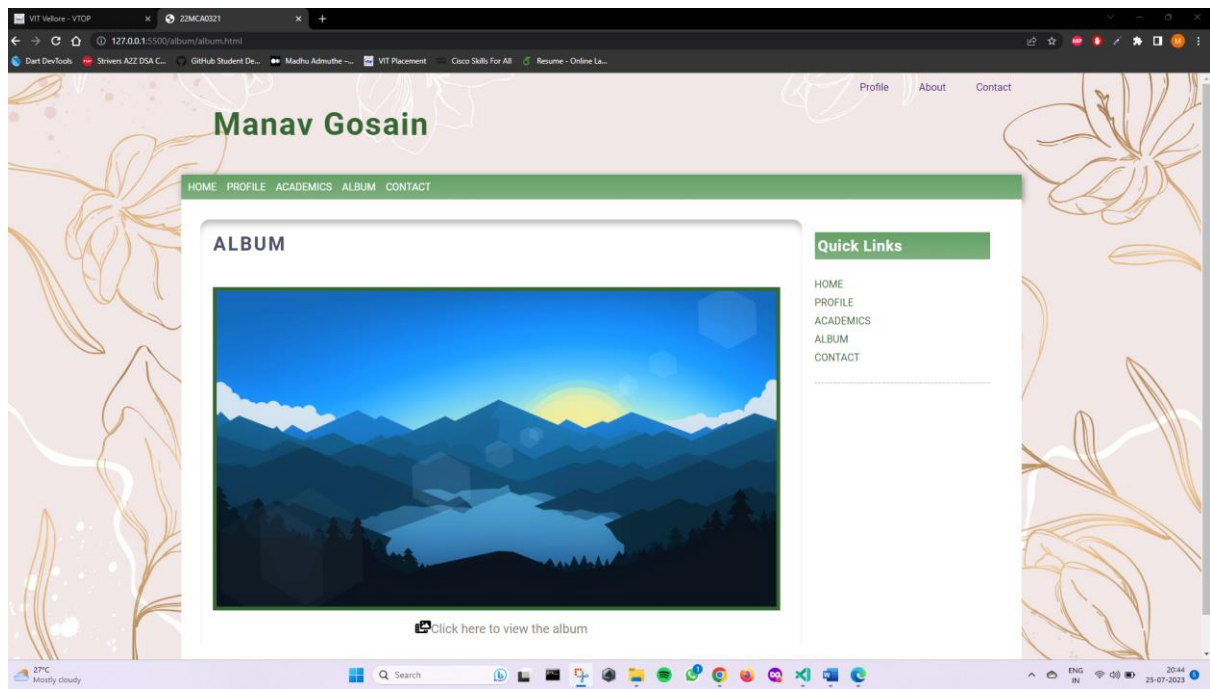 VIT Vellore - VTOP
22MCA0321
127.0.0.1:5500/album/album.html
Dart DevTools
Strivers A2Z DSA C...
GitHub Student De...
Madhu Admuthe –...
VIT Placement
Cisco Skills For All
Resume - Online La...
Profile About Contact
Manav Gosain
HOME PROFILE ACADEMICS ALBUM CONTACT
ALBUM
Quick Links
HOME
PROFILE
ACADEMICS
ALBUM
CONTACT
Click here to view the album
27°C
Mostly cloudy
Search
ENG
IN
20:44
25-07-2023